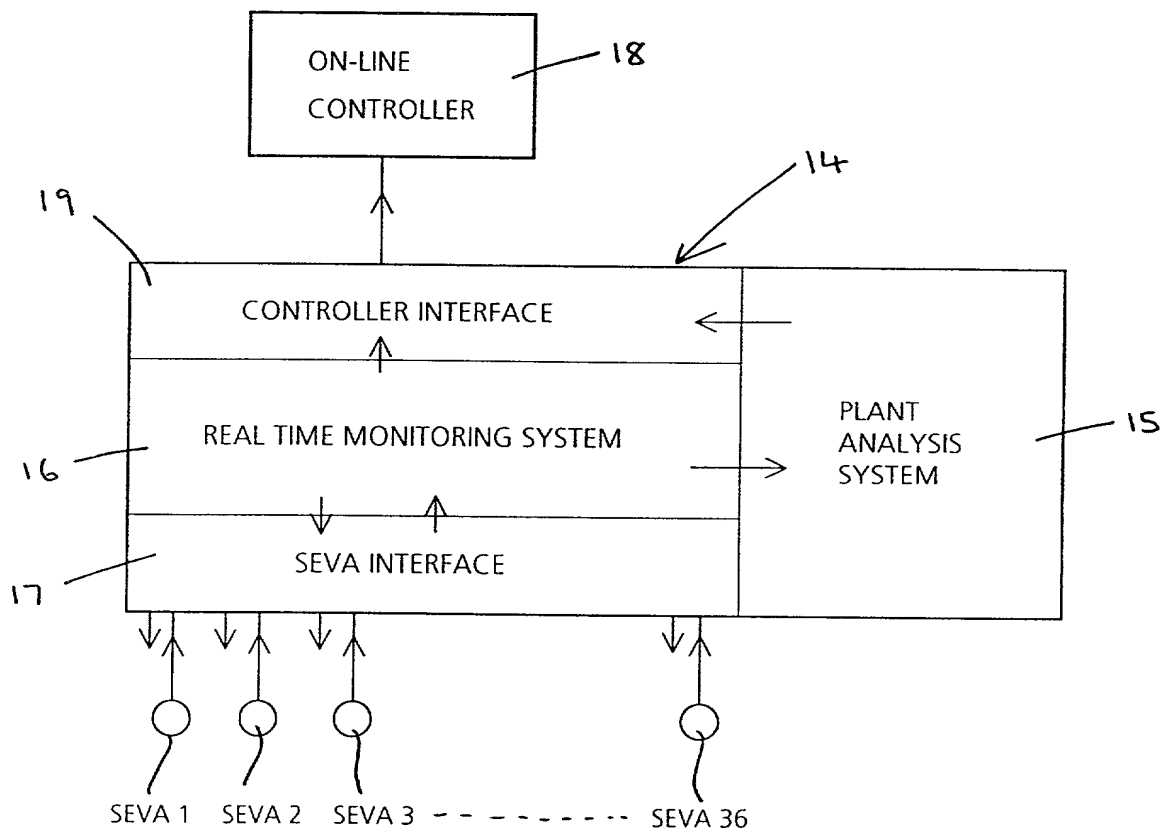 ON-LINE
CONTROLLER
18
14
19
CONTROLLER INTERFACE
REAL TIME MONITORING SYSTEM
16
PLANT
ANALYSIS
SYSTEM
15
SEVA INTERFACE
17
SEVA 1 SEVA 2 SEVA 3 - - - - - - - - SEVA 36